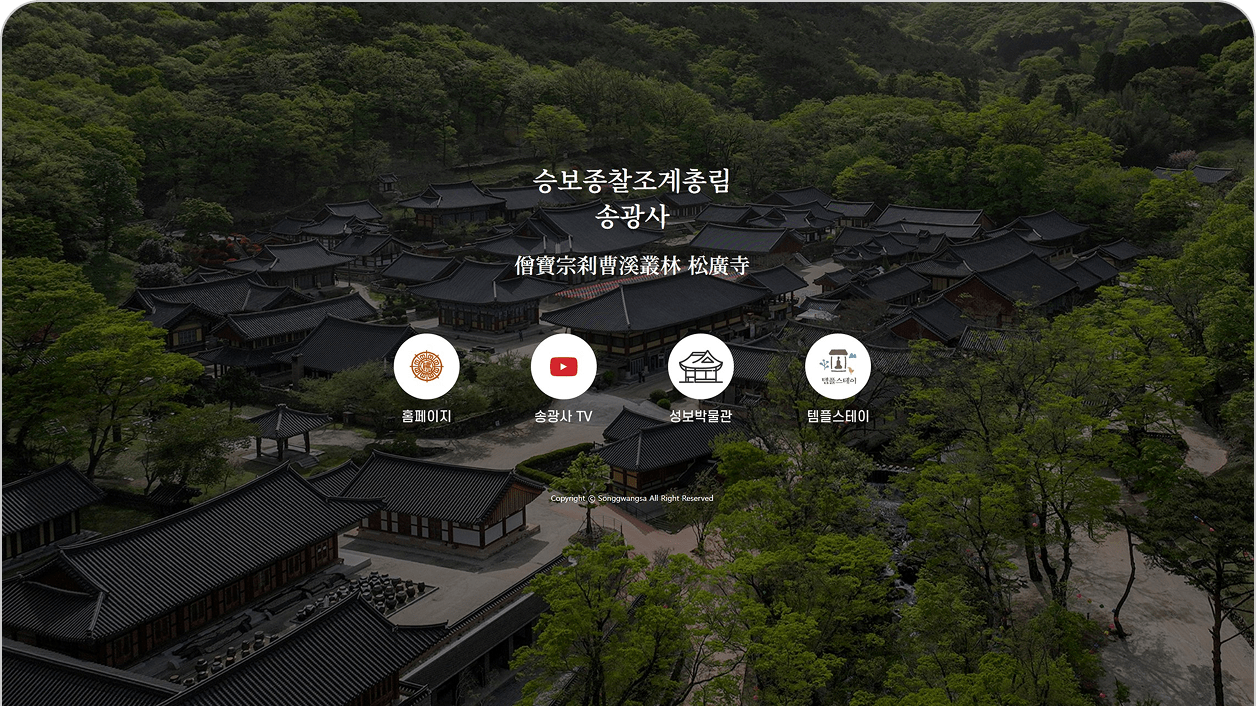 승보종찰조계총림
송광사
僧寶宗刹曹溪叢林 松廣寺
템플스테이
홈페이지
송광사 TV
성보박물관
템플스테이
Copyright ⓒ Songgwangsa All Right Reserved